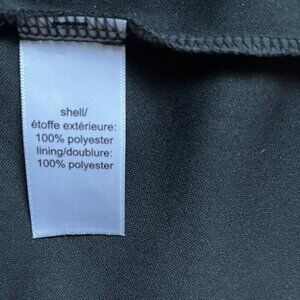 shell/
étoffe extérieure:
100% polyester
lining/doublure:
100% polyester